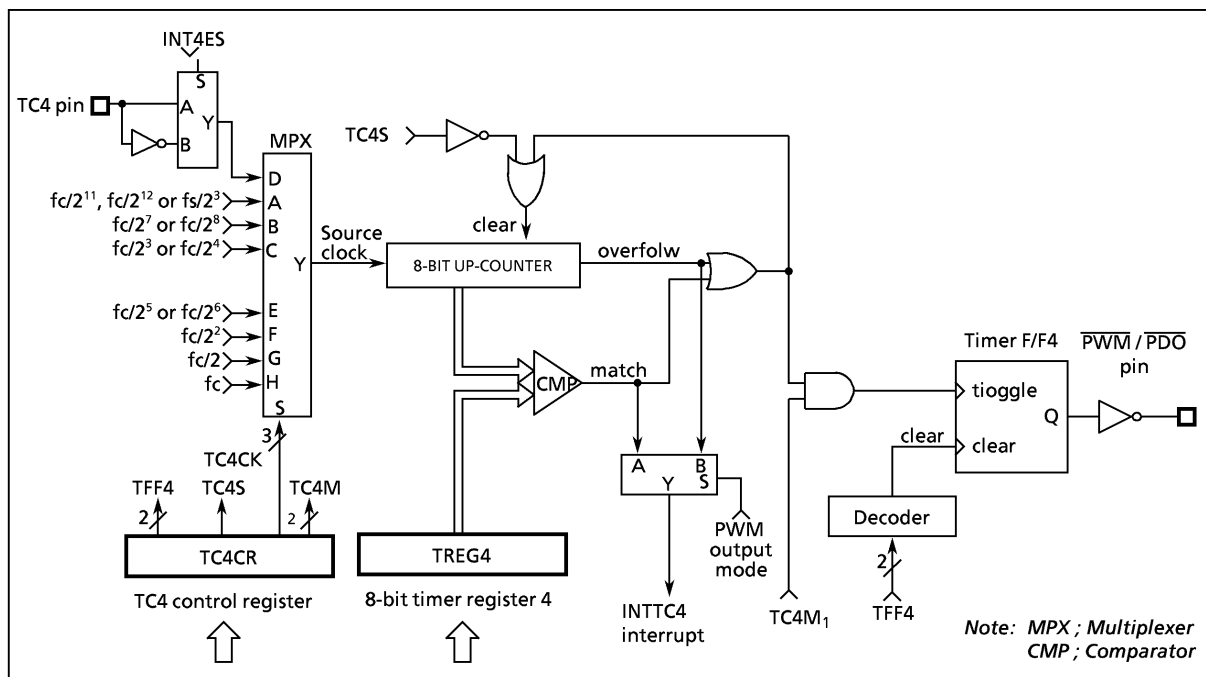 INT4ES
S
TC4 pin
A
Y
B
MPX
TC4S
D
fc/2¹¹, fc/2¹² or fs/2³
A
fc/2⁷ or fc/2⁸
B
fc/2³ or fc/2⁴
C
Y
Source
clock
clear
8-BIT UP-COUNTER
overfolw
fc/2⁵ or fc/2⁶
E
fc/2²
F
fc/2
G
fc
H
S
CMP
match
Timer F/F4
PWM / PDO
pin
tioggle
Q
clear
clear
3
TC4CK
TFF4
TC4S
TC4M
2
2
A
B
Y
S
PWM
output
mode
Decoder
2
TC4CR
TREG4
TC4 control register
8-bit timer register 4
INTTC4
interrupt
TC4M₁
TFF4
Note: MPX ; Multiplexer
CMP ; Comparator